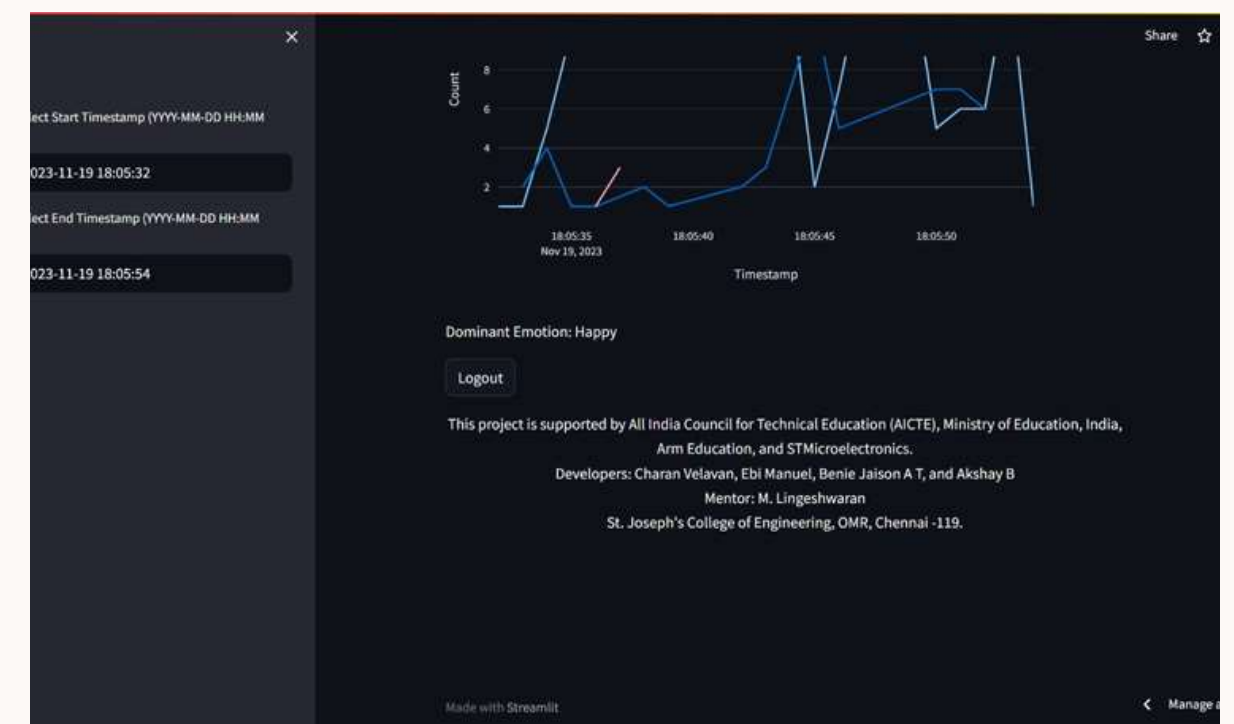 Share
ect Start Timestamp (YYYY-MM-DD HH:MM
023-11-19 18:05:32
ect End Timestamp (YYYY-MM-DD HH:MM
023-11-19 18:05:54
Count
8
6
4
2
18:05:35 18:05:40 18:05:45 18:05:50
Nov 19, 2023
Timestamp
Dominant Emotion: Happy
Logout
This project is supported by All India Council for Technical Education (AICTE), Ministry of Education, India,
Arm Education, and STMicroelectronics.
Developers: Charan Velavan, Ebi Manuel, Benie Jaison A T, and Akshay B
Mentor: M. Lingeshwaran
St. Joseph's College of Engineering, OMR, Chennai -119.
Made with Streamlit
Manage a